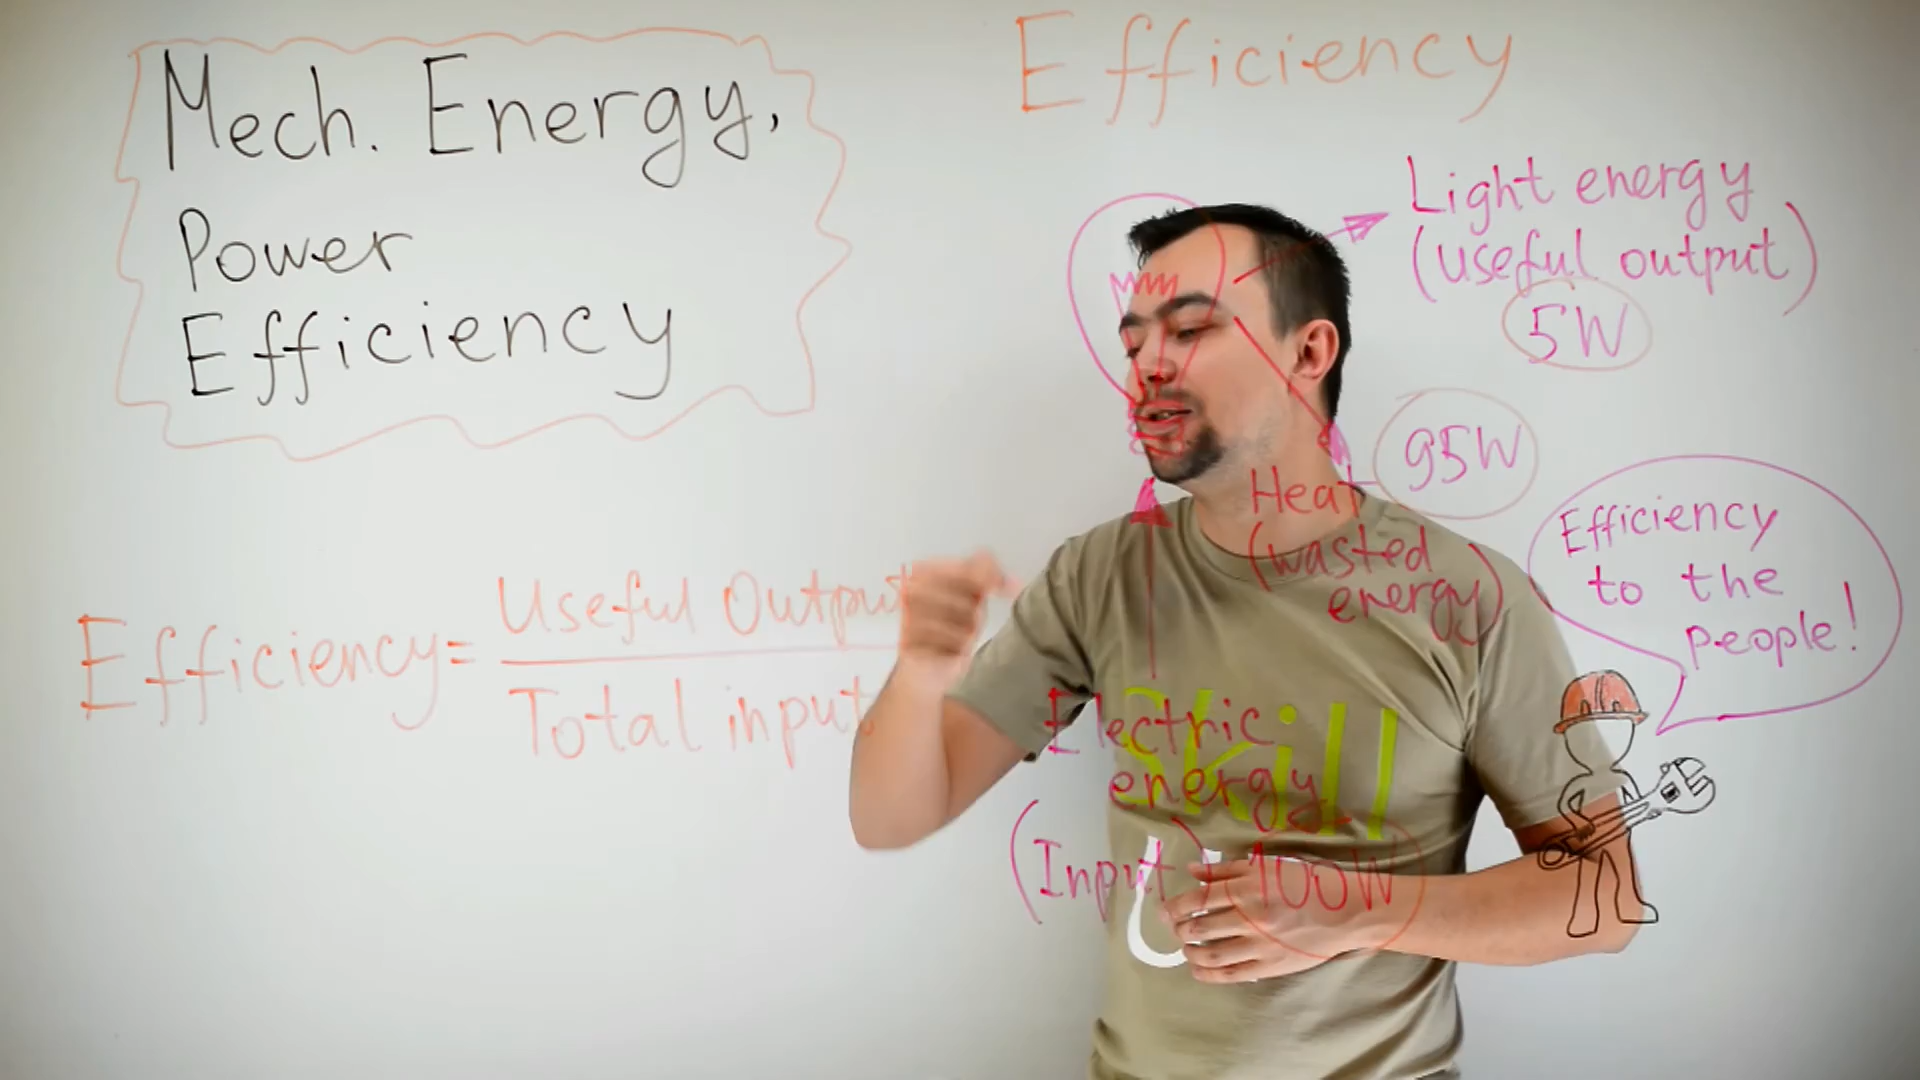 Mech. Energy,
Power
Efficiency
Efficiency
Light energy
(useful output)
5W
95W
Heat
(wasted
energy)
Efficiency
to the
people!
Efficiency = Useful Output
Total input
Electric
energy
(Input) 100W
Skill